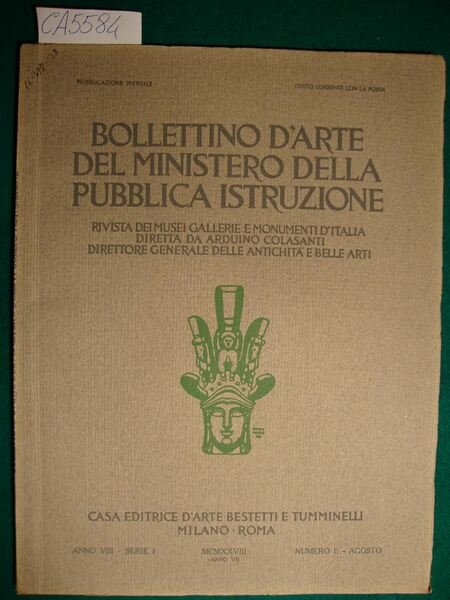 CA5584
PUBBLICAZIONE MENSILE
CONTO CORRENTE CON LA POSTA
BOLLETTINO D'ARTE
DEL MINISTERO DELLA
PUBBLICA ISTRUZIONE
RIVISTA DEI MUSEI GALLERIE E MONUMENTI D'ITALIA
DIRETTA DA ARDUINO COLASANTI
DIRETTORE GENERALE DELLE ANTICHITA E BELLE ARTI
CASA EDITRICE D'ARTE BESTETTI E TUMMINELLI
MILANO - ROMA
ANNO VIII - SERIE I
MCMXXVIII
(ANNO VI)
NUMERO II - AGOSTO